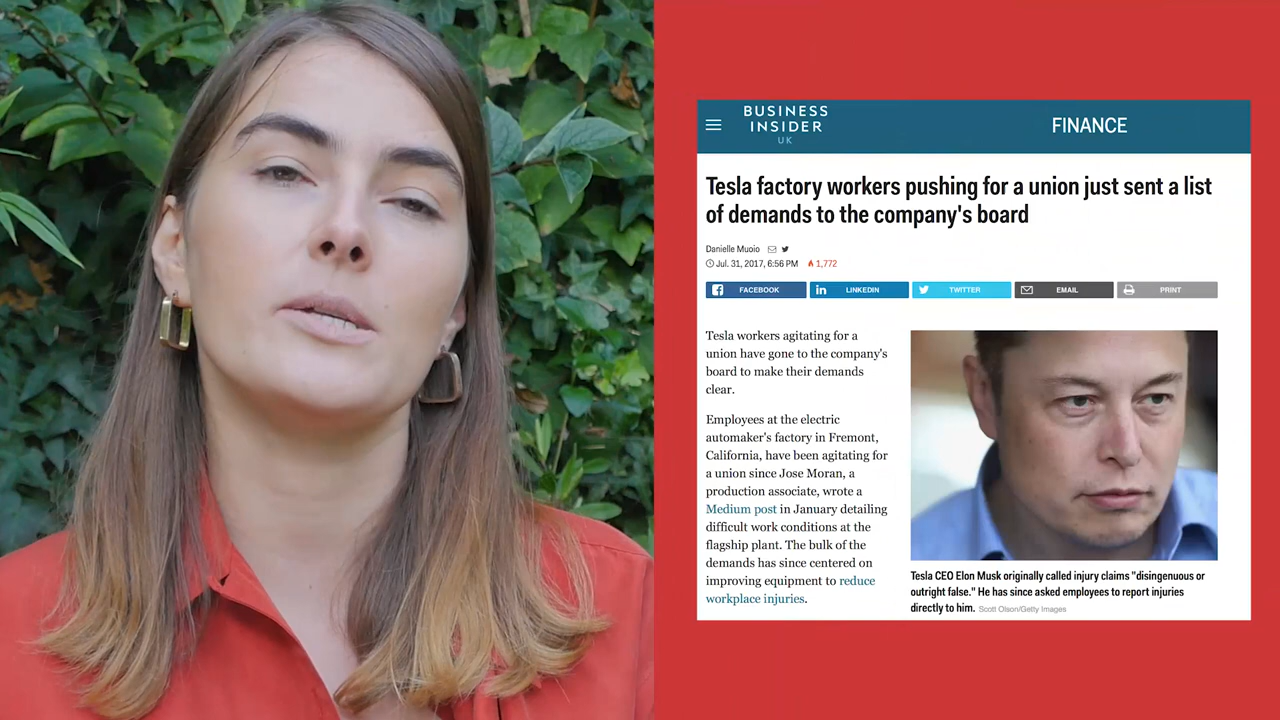 BUSINESS
INSIDER
UK
FINANCE
Tesla factory workers pushing for a union just sent a list
of demands to the company's board
Danielle Muoio
Jul. 31, 2017, 6:56 PM 1,772
FACEBOOK LINKEDIN TWITTER EMAIL PRINT
Tesla workers agitating for a
union have gone to the company's
board to make their demands
clear.
Employees at the electric
automaker's factory in Fremont,
California, have been agitating for
a union since Jose Moran, a
production associate, wrote a
Medium post in January detailing
difficult work conditions at the
flagship plant. The bulk of the
demands has since centered on
improving equipment to reduce
workplace injuries.
Tesla CEO Elon Musk originally called injury claims "disingenuous or
outright false." He has since asked employees to report injuries
directly to him. Scott Olson/Getty Images